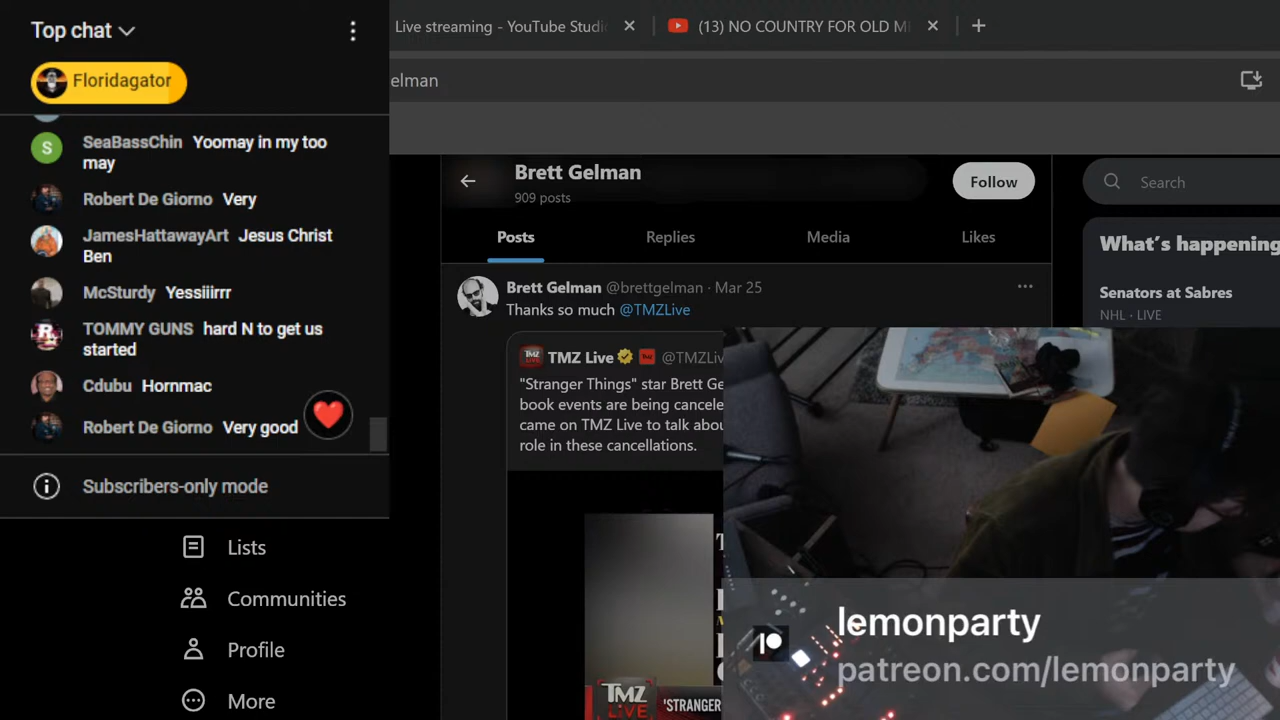 Top chat
Live streaming - YouTube Studi
(13) NO COUNTRY FOR OLD M
Floridagator
elman
SeaBassChin Yoomay in my too
may
Robert De Giorno Very
JamesHattawayArt Jesus Christ
Ben
McSturdy Yessiiirrr
TOMMY GUNS hard N to get us
started
Cdubu Hornmac
Robert De Giorno Very good
Subscribers-only mode
Lists
Communities
Profile
More
Brett Gelman
909 posts
Follow
Posts
Replies
Media
Likes
Brett Gelman @brettgelman · Mar 25
Thanks so much @TMZLive
TMZ Live @TMZLiv
"Stranger Things" star Brett Ge
book events are being cancele
came on TMZ Live to talk abou
role in these cancellations.
TMZ
LIVE
'STRANGER
Search
What's happening
Senators at Sabres
NHL · LIVE
lemonparty
patreon.com/lemonparty